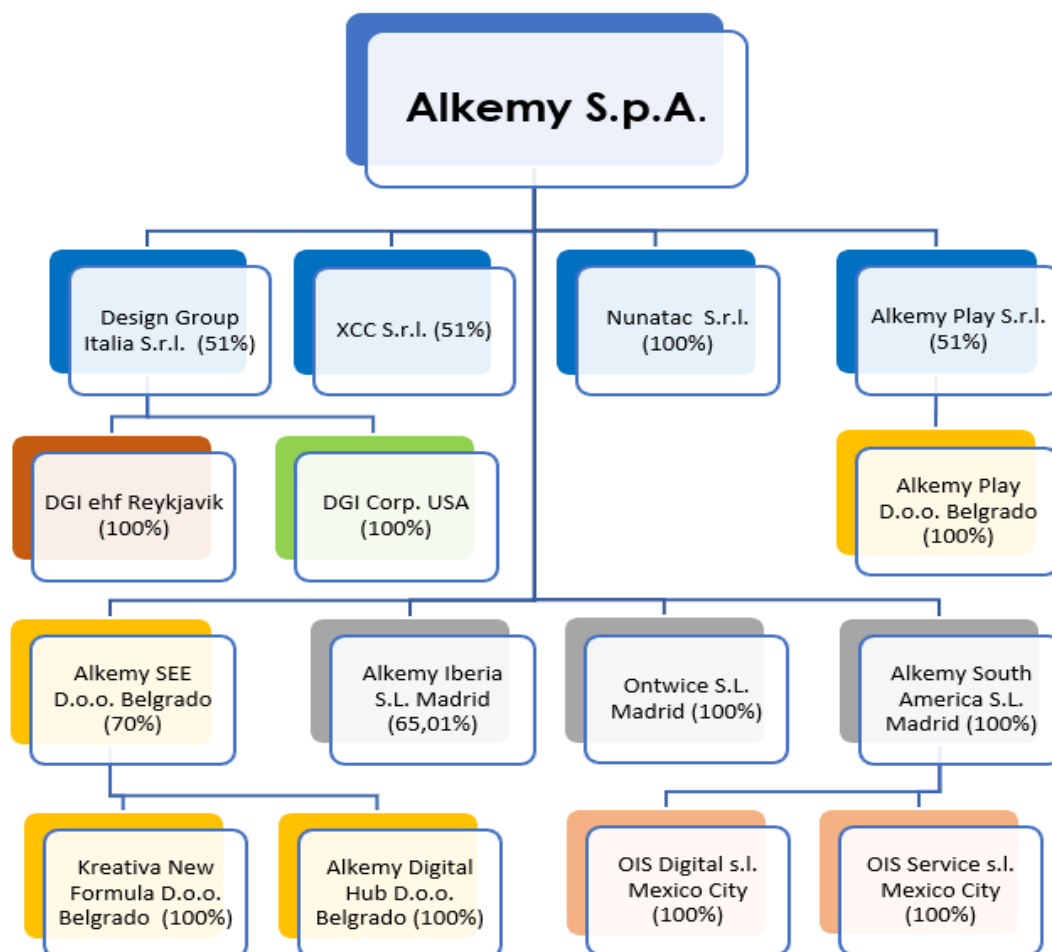 Alkemy S.p.A.
Design Group
Italia S.r.l.  (51%)
XCC S.r.l. (51%)
Nunatac  S.r.l.
(100%)
Alkemy Play S.r.l.
(51%)
DGI ehf Reykjavik
(100%)
DGI Corp. USA
(100%)
Alkemy Play
D.o.o. Belgrado
(100%)
Alkemy SEE
D.o.o. Belgrado
(70%)
Alkemy Iberia
S.L. Madrid
(65,01%)
Ontwice S.L.
Madrid (100%)
Alkemy South
America S.L.
Madrid (100%)
Kreativa New
Formula D.o.o.
Belgrado  (100%)
Alkemy Digital
Hub D.o.o.
Belgrado (100%)
OIS Digital s.l.
Mexico City
(100%)
OIS Service s.l.
Mexico City
(100%)